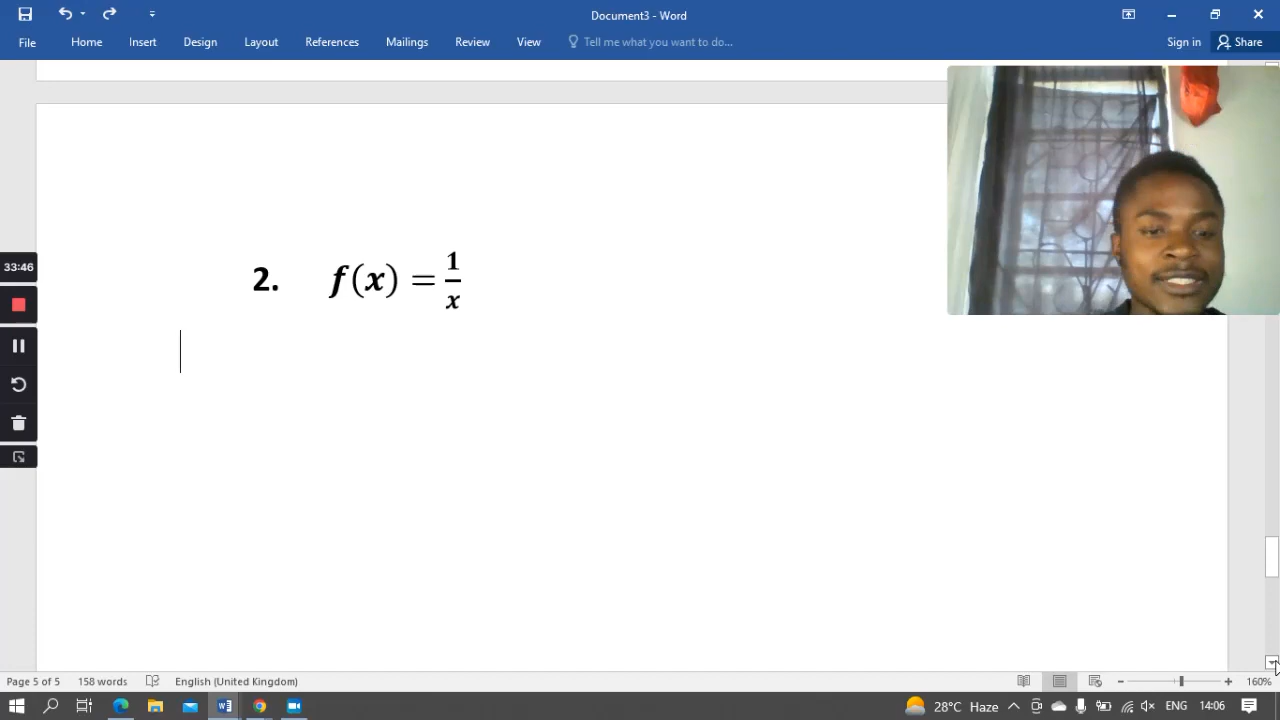 Document3 - Word
File Home Insert Design Layout References Mailings Review View Tell me what you want to do... Sign in Share
33:46
2. f(x) = 1/x
Page 5 of 5 158 words English (United Kingdom) 160%
28°C Haze ENG 14:06